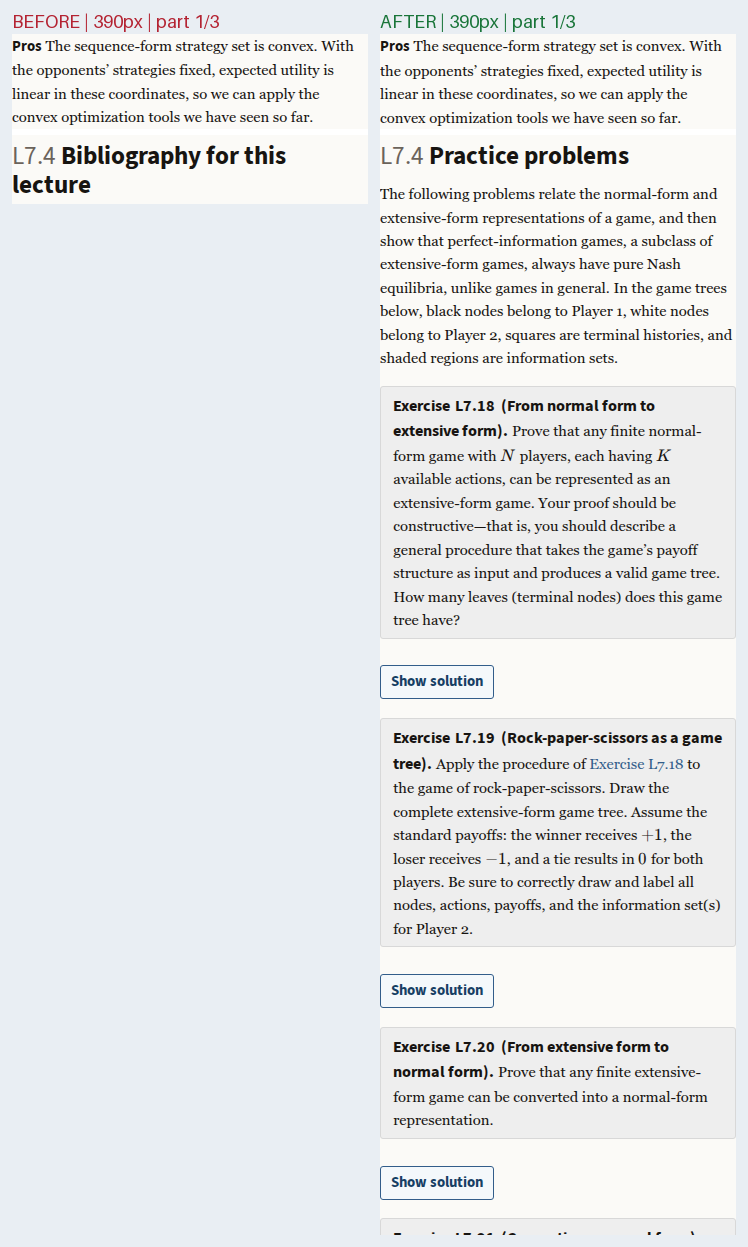 BEFORE | 390px | part 1/3
Pros The sequence-form strategy set is convex. With
the opponents’ strategies fixed, expected utility is
linear in these coordinates, so we can apply the
convex optimization tools we have seen so far.
L7.4 Bibliography for this
lecture
AFTER | 390px | part 1/3
Pros The sequence-form strategy set is convex. With
the opponents’ strategies fixed, expected utility is
linear in these coordinates, so we can apply the
convex optimization tools we have seen so far.
L7.4 Practice problems
The following problems relate the normal-form and
extensive-form representations of a game, and then
show that perfect-information games, a subclass of
extensive-form games, always have pure Nash
equilibria, unlike games in general. In the game trees
below, black nodes belong to Player 1, white nodes
belong to Player 2, squares are terminal histories, and
shaded regions are information sets.
Exercise L7.18 (From normal form to
extensive form). Prove that any finite normal-
form game with N players, each having K
available actions, can be represented as an
extensive-form game. Your proof should be
constructive—that is, you should describe a
general procedure that takes the game’s payoff
structure as input and produces a valid game tree.
How many leaves (terminal nodes) does this game
tree have?
Show solution
Exercise L7.19 (Rock-paper-scissors as a game
tree). Apply the procedure of Exercise L7.18 to
the game of rock-paper-scissors. Draw the
complete extensive-form game tree. Assume the
standard payoffs: the winner receives +1, the
loser receives −1, and a tie results in 0 for both
players. Be sure to correctly draw and label all
nodes, actions, payoffs, and the information set(s)
for Player 2.
Show solution
Exercise L7.20 (From extensive form to
normal form). Prove that any finite extensive-
form game can be converted into a normal-form
representation.
Show solution